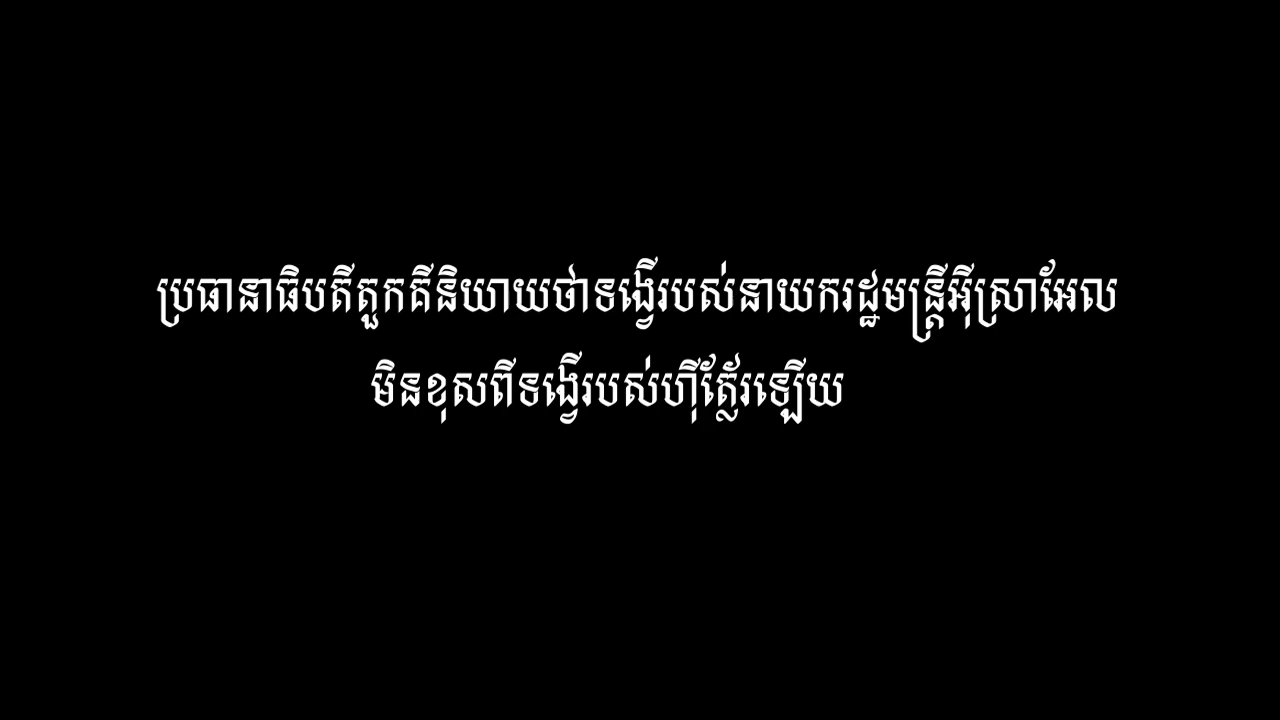 ប្រធានាធិបតីតួកគីនិយាយថាទង្វើរបស់នាយករដ្ឋមន្ត្រីអ៊ីស្រាអែល
មិនខុសពីទង្វើរបស់ហ៊ីត្ល័រឡើយ